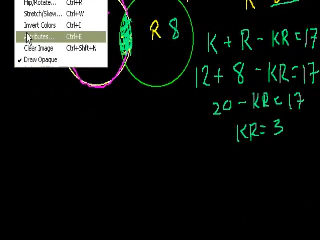 Flip/Rotate... Ctrl+R
Stretch/Skew... Ctrl+W
Invert Colors Ctrl+I
Attributes... Ctrl+E
Clear Image Ctrl+Shift+N
✓ Draw Opaque
R 8
K + R - KR = 17
12 + 8 - KR = 17
20 - KR = 17
KR = 3